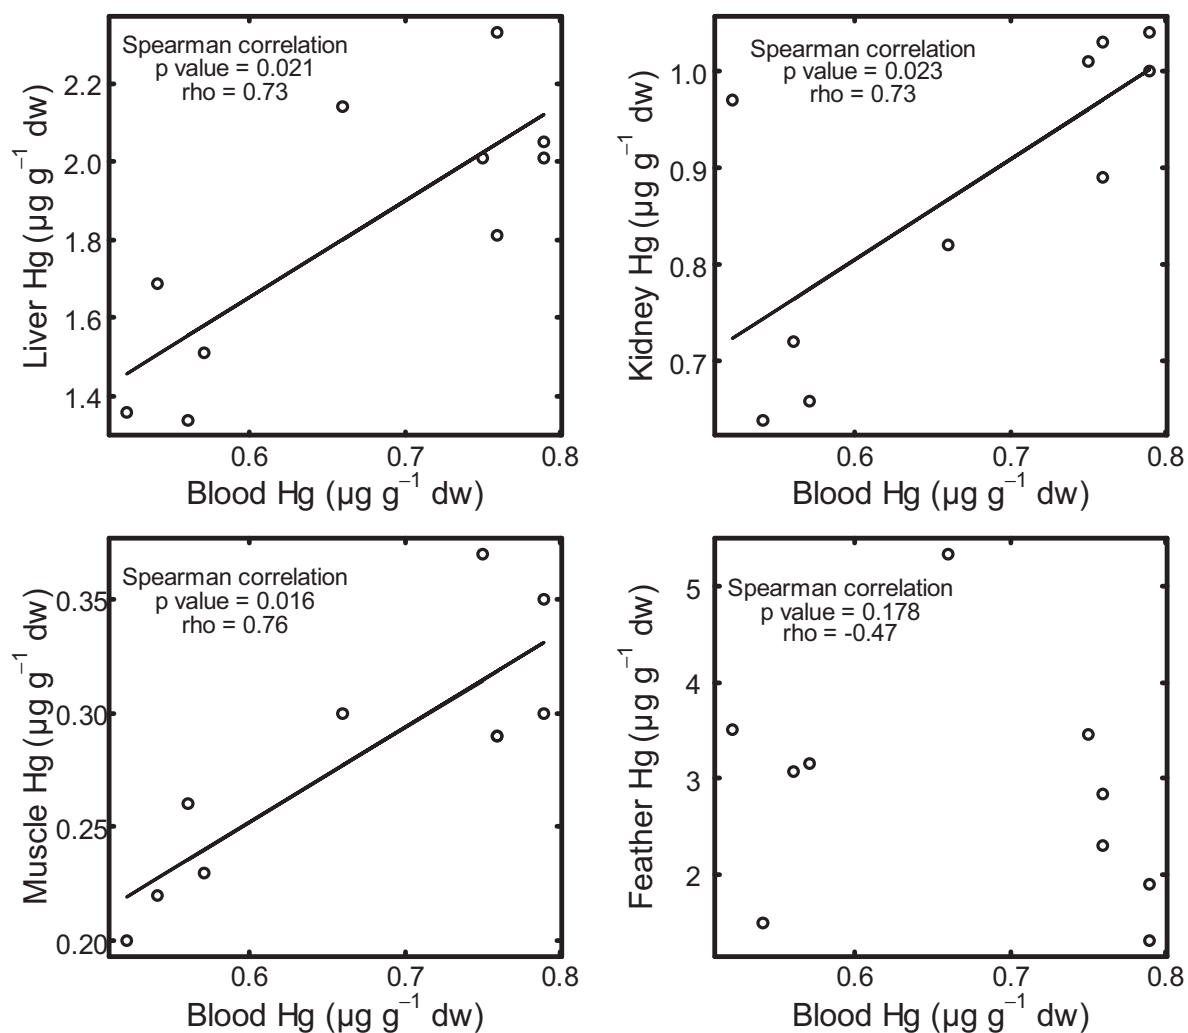 Spearman correlation
p value = 0.021
rho = 0.73
Liver Hg (µg g⁻¹ dw)
2.2
2.0
1.8
1.6
1.4
0.6 0.7 0.8
Blood Hg (µg g⁻¹ dw)
Spearman correlation
p value = 0.023
rho = 0.73
Kidney Hg (µg g⁻¹ dw)
1.0
0.9
0.8
0.7
0.6 0.7 0.8
Blood Hg (µg g⁻¹ dw)
Spearman correlation
p value = 0.016
rho = 0.76
Muscle Hg (µg g⁻¹ dw)
0.35
0.30
0.25
0.20
0.6 0.7 0.8
Blood Hg (µg g⁻¹ dw)
Spearman correlation
p value = 0.178
rho = -0.47
Feather Hg (µg g⁻¹ dw)
5
4
3
2
0.6 0.7 0.8
Blood Hg (µg g⁻¹ dw)